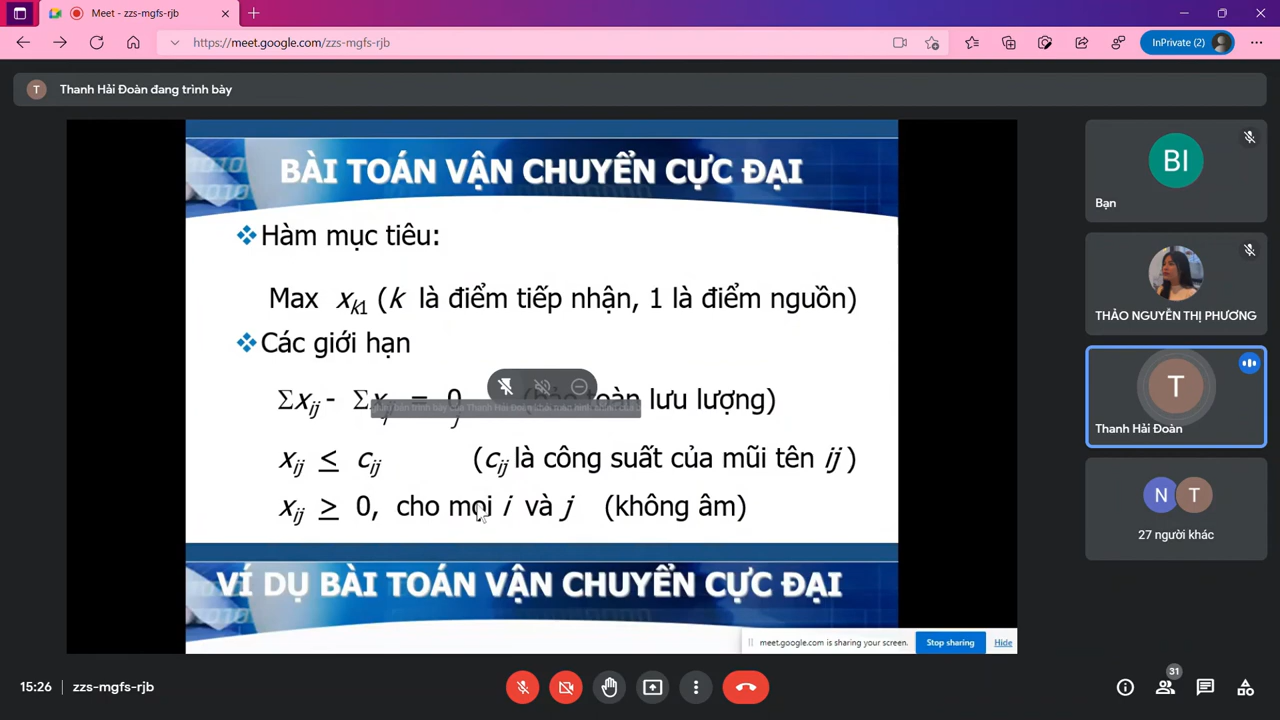 Meet - zzs-mgfs-rjb
https://meet.google.com/zzs-mgfs-rjb
InPrivate (2)
T Thanh Hải Đoàn đang trình bày
BÀI TOÁN VẬN CHUYỂN CỰC ĐẠI
Hàm mục tiêu:
Max xk1 (k là điểm tiếp nhận, 1 là điểm nguồn)
Các giới hạn
Σxij - Σx = 0 toàn lưu lượng)
xij ≤ cij (cij là công suất của mũi tên ij )
xij ≥ 0, cho mọi i và j (không âm)
VÍ DỤ BÀI TOÁN VẬN CHUYỂN CỰC ĐẠI
meet.google.com is sharing your screen. Stop sharing Hide
BI
Bạn
THẢO NGUYỄN THỊ PHƯƠNG
T
Thanh Hải Đoàn
N T
27 người khác
15:26 | zzs-mgfs-rjb
31